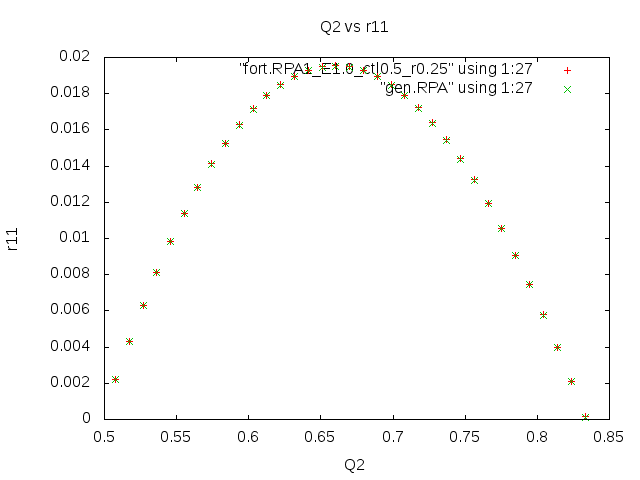 Q2 vs r11
"fort.RPA1_E1.0_ctl0.5_r0.25" using 1:27
"gen.RPA" using 1:27
0.02
0.018
0.016
0.014
0.012
0.01
0.008
0.006
0.004
0.002
0
r11
0.5 0.55 0.6 0.65 0.7 0.75 0.8 0.85
Q2